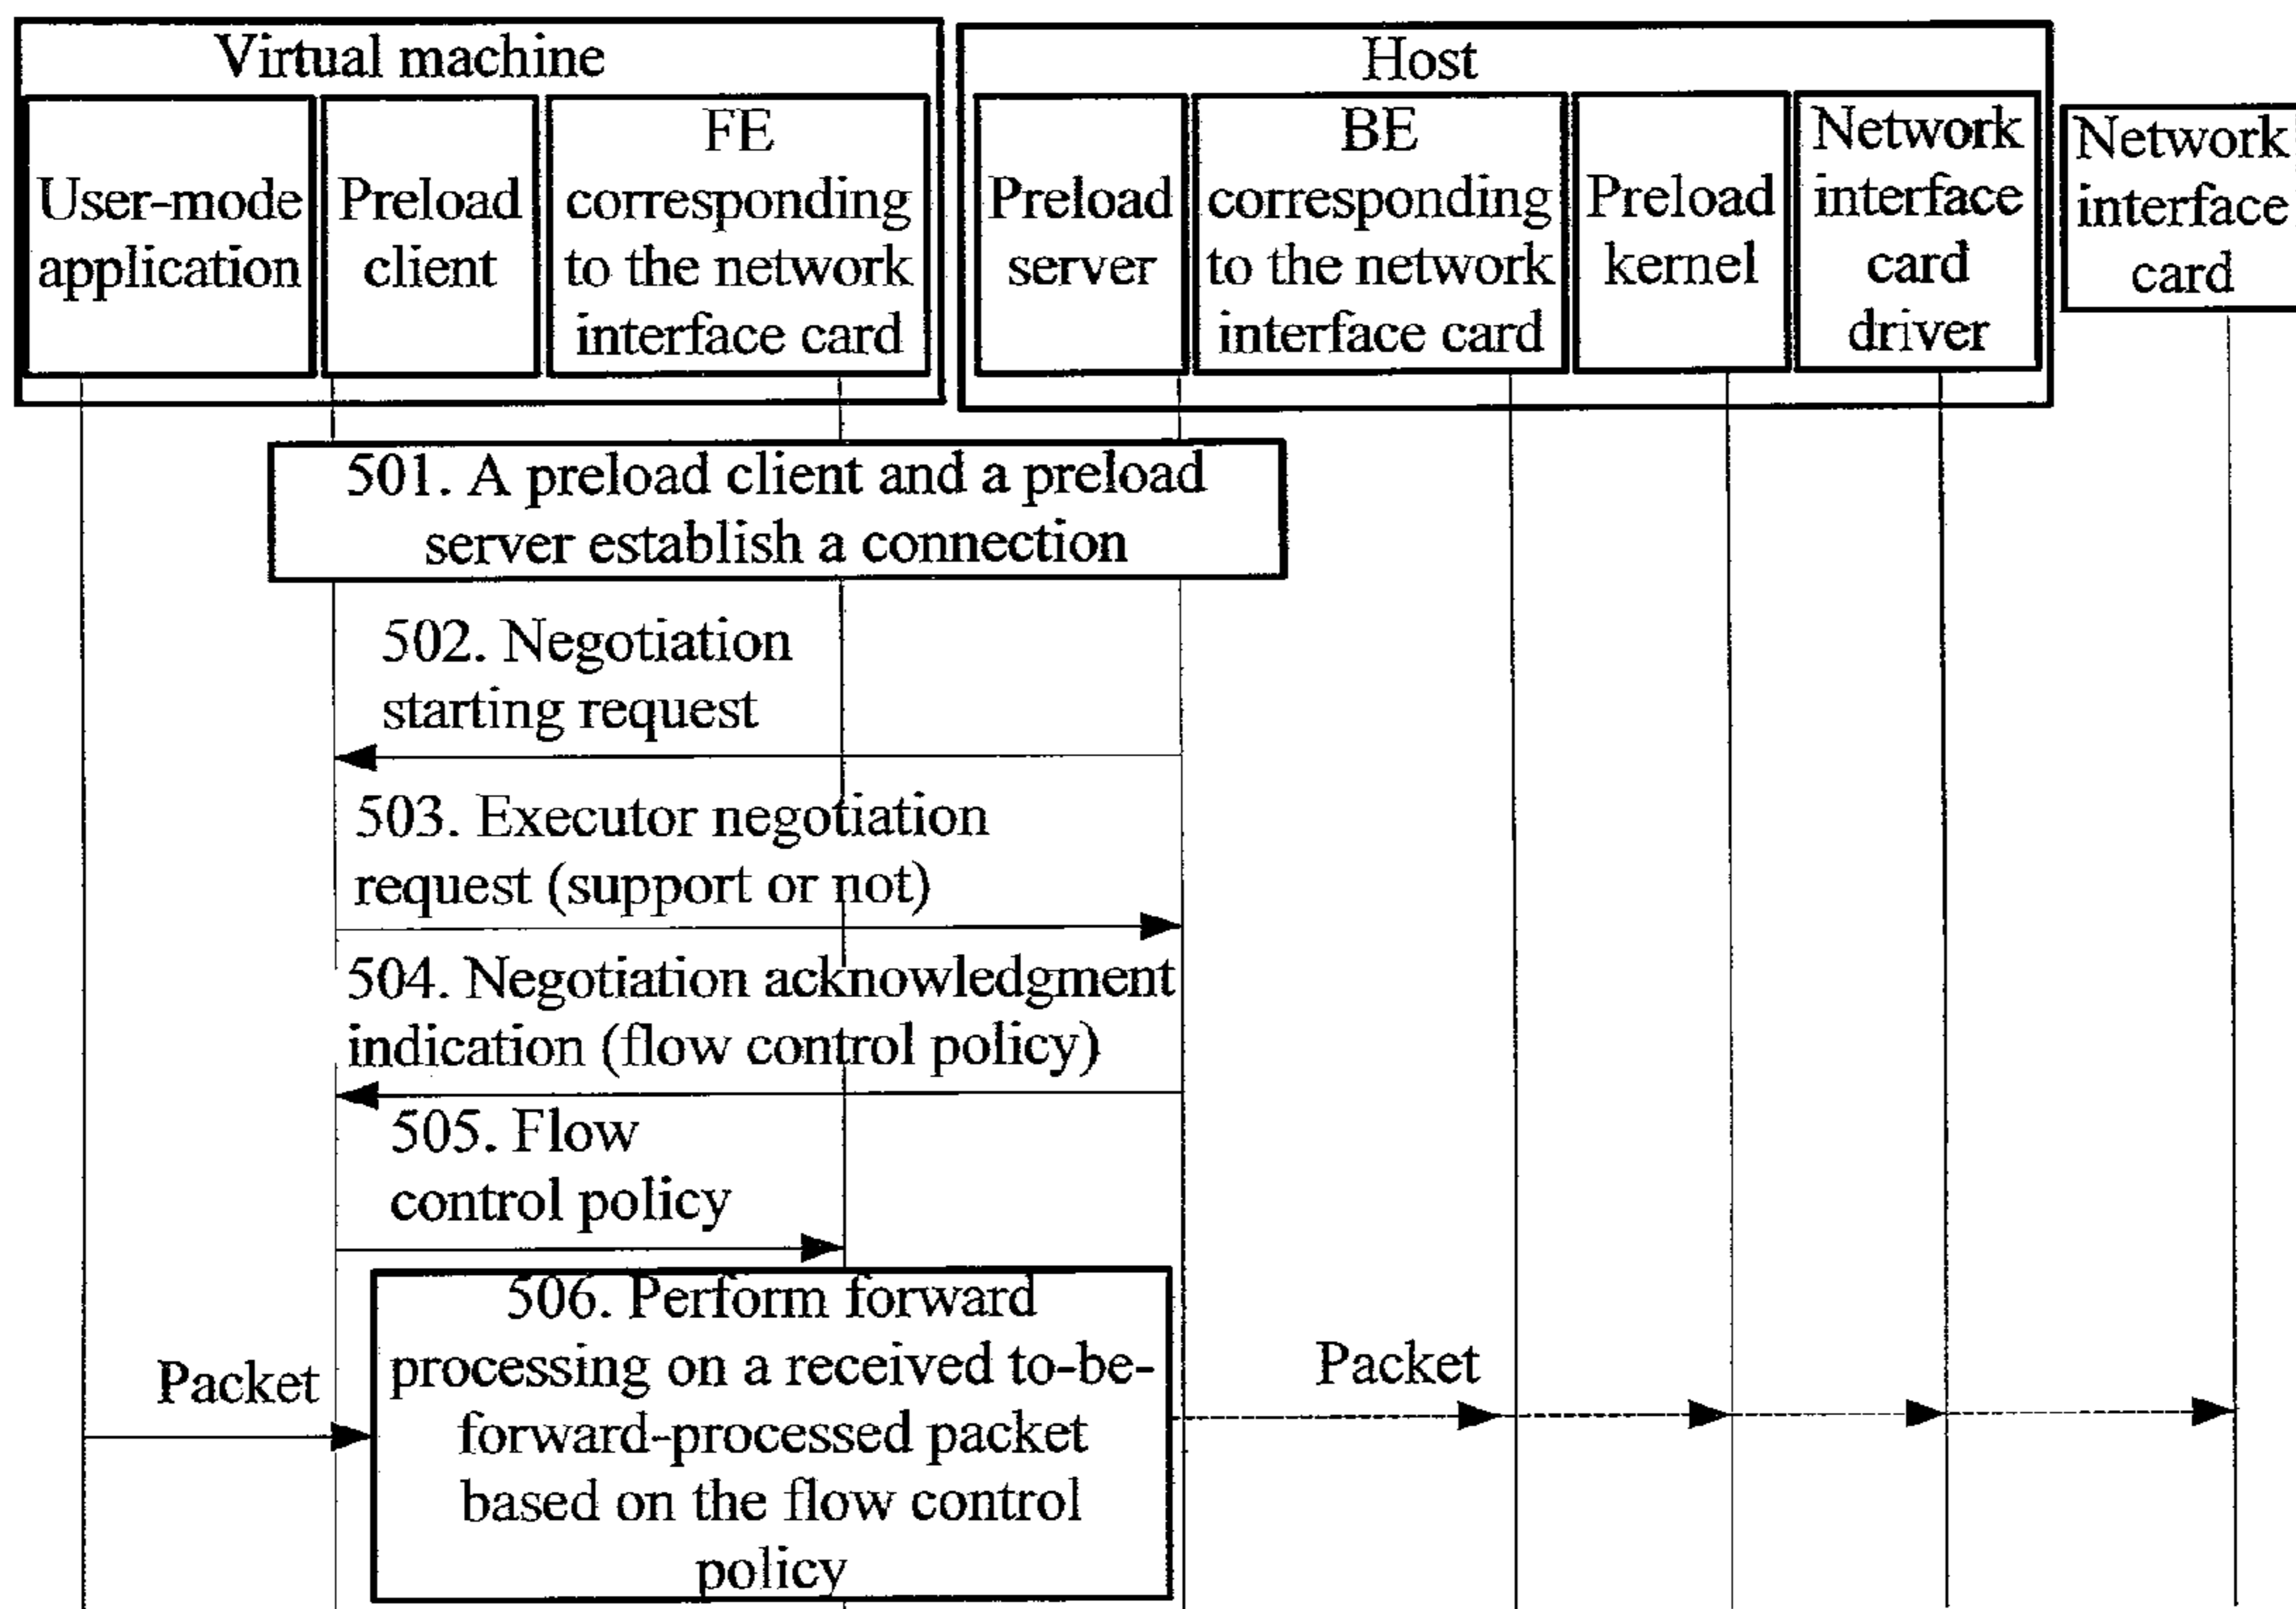 Virtual machine
Host
User-mode
application
Preload
client
FE
corresponding
to the network
interface card
Preload
server
BE
corresponding
to the network
interface card
Preload
kernel
Network
interface
card
driver
Network
interface
card
501. A preload client and a preload
server establish a connection
502. Negotiation
starting request
503. Executor negotiation
request (support or not)
504. Negotiation acknowledgment
indication (flow control policy)
505. Flow
control policy
506. Perform forward
processing on a received to-be-
forward-processed packet
based on the flow control
policy
Packet
Packet